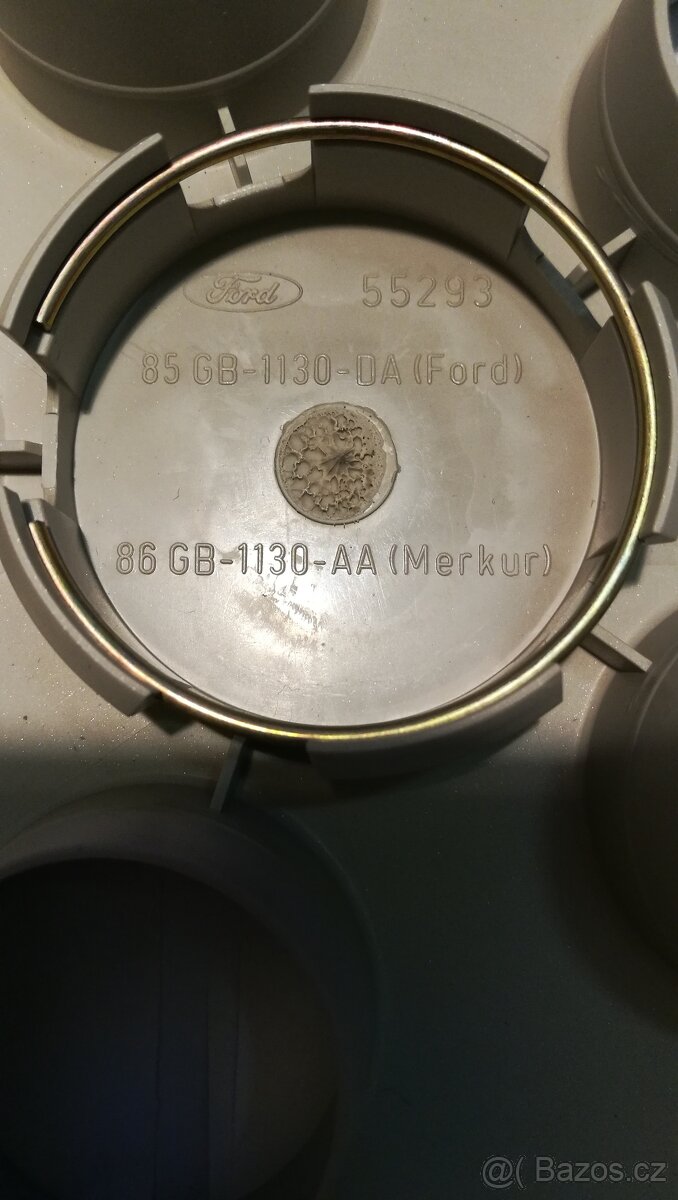 Ford 55293
85 GB-1130-DA (Ford)
86 GB-1130-AA (Merkur)
@( Bazos.cz